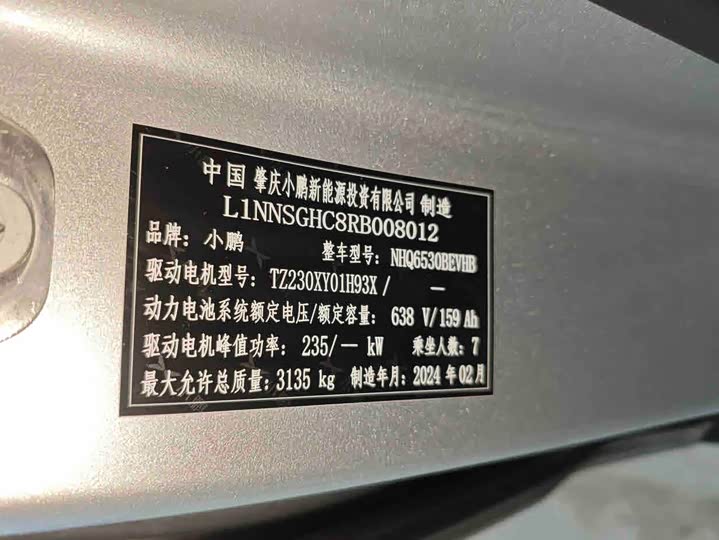 中国 肇庆小鹏新能源投资有限公司 制造
L1NNSGHC8RB008012
品牌: 小鹏 整车型号: NHQ6530BEVHB
驱动电机型号: TZ230XY01H93X / —
动力电池系统额定电压/额定容量: 638 V/159 Ah
驱动电机峰值功率: 235/— kW 乘坐人数: 7
最大允许总质量: 3135 kg 制造年月: 2024 年 02 月